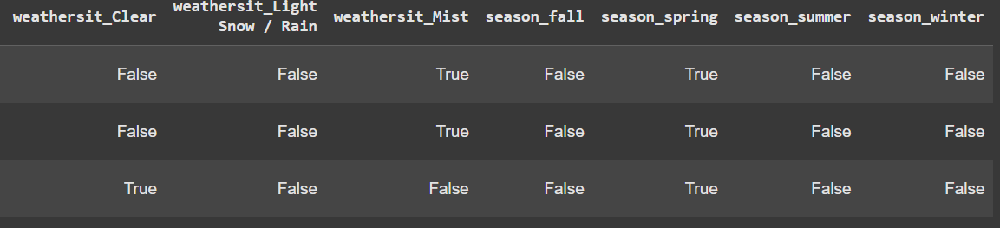 weathersit_Clear weathersit_Light Snow / Rain weathersit_Mist season_fall season_spring season_summer season_winter
False False True False True False False
False False True False True False False
True False False False True False False